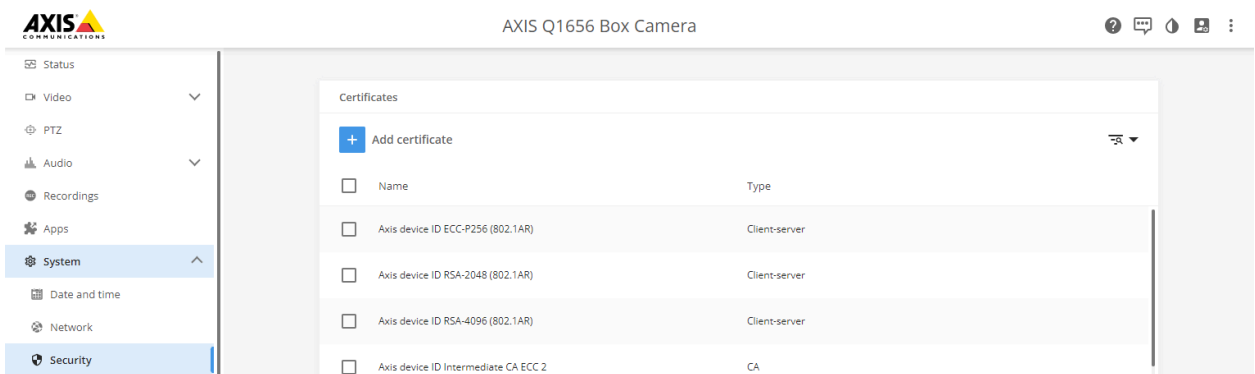 AXIS
COMMUNICATIONS
AXIS Q1656 Box Camera
Status
Video
PTZ
Audio
Recordings
Apps
System
Date and time
Network
Security
Certificates
+ Add certificate
Name Type
Axis device ID ECC-P256 (802.1AR) Client-server
Axis device ID RSA-2048 (802.1AR) Client-server
Axis device ID RSA-4096 (802.1AR) Client-server
Axis device ID Intermediate CA ECC 2 CA